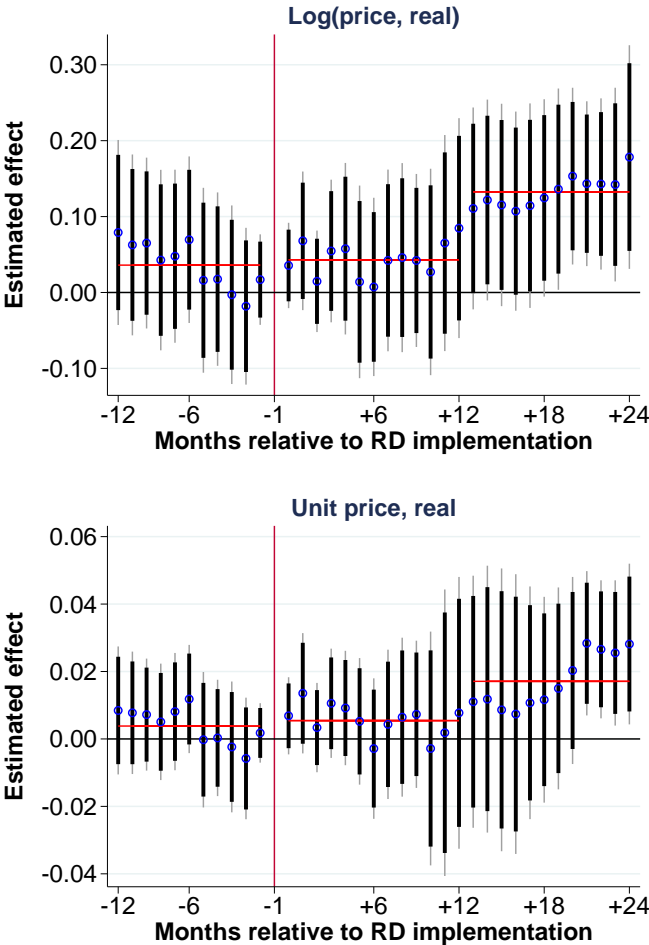 Log(price, real)
Estimated effect
0.30
0.20
0.10
0.00
-0.10
-12 -6 -1 +6 +12 +18 +24
Months relative to RD implementation
Unit price, real
Estimated effect
0.06
0.04
0.02
0.00
-0.02
-0.04
-12 -6 -1 +6 +12 +18 +24
Months relative to RD implementation